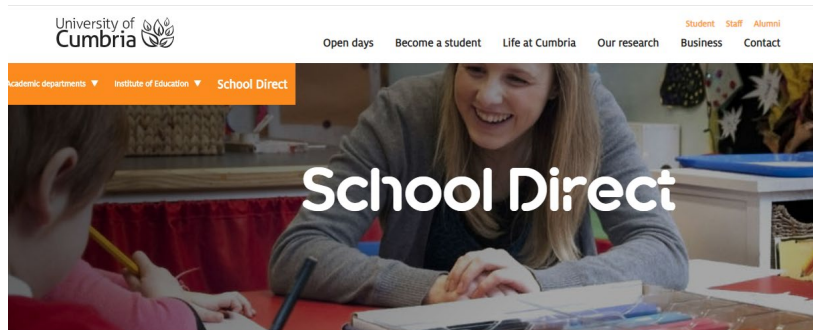 University of
Cumbria
Student Staff Alumni
Open days Become a student Life at Cumbria Our research Business Contact
Academic departments ▼ Institute of Education ▼ School Direct
School Direct